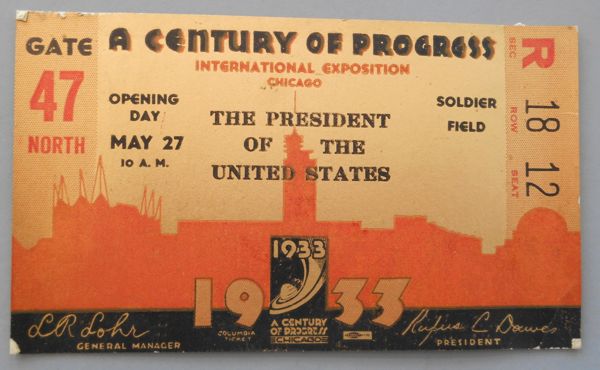 GATE
47
NORTH
A CENTURY OF PROGRESS
INTERNATIONAL EXPOSITION
CHICAGO
OPENING
DAY
MAY 27
10 A. M.
THE PRESIDENT
OF THE
UNITED STATES
SOLDIER
FIELD
SEC
R
ROW
18
SEAT
12
1933
A CENTURY
OF PROGRESS
CHICAGO
1933
COLUMBIA
TICKET
L R Lohr
GENERAL MANAGER
Rufus C. Dawes
PRESIDENT